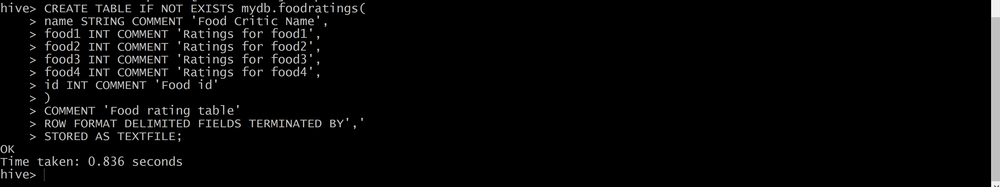 hive> CREATE TABLE IF NOT EXISTS mydb.foodratings(
> name STRING COMMENT 'Food Critic Name',
> food1 INT COMMENT 'Ratings for food1',
> food2 INT COMMENT 'Ratings for food2',
> food3 INT COMMENT 'Ratings for food3',
> food4 INT COMMENT 'Ratings for food4',
> id INT COMMENT 'Food id'
> )
> COMMENT 'Food rating table'
> ROW FORMAT DELIMITED FIELDS TERMINATED BY','
> STORED AS TEXTFILE;
OK
Time taken: 0.836 seconds
hive>